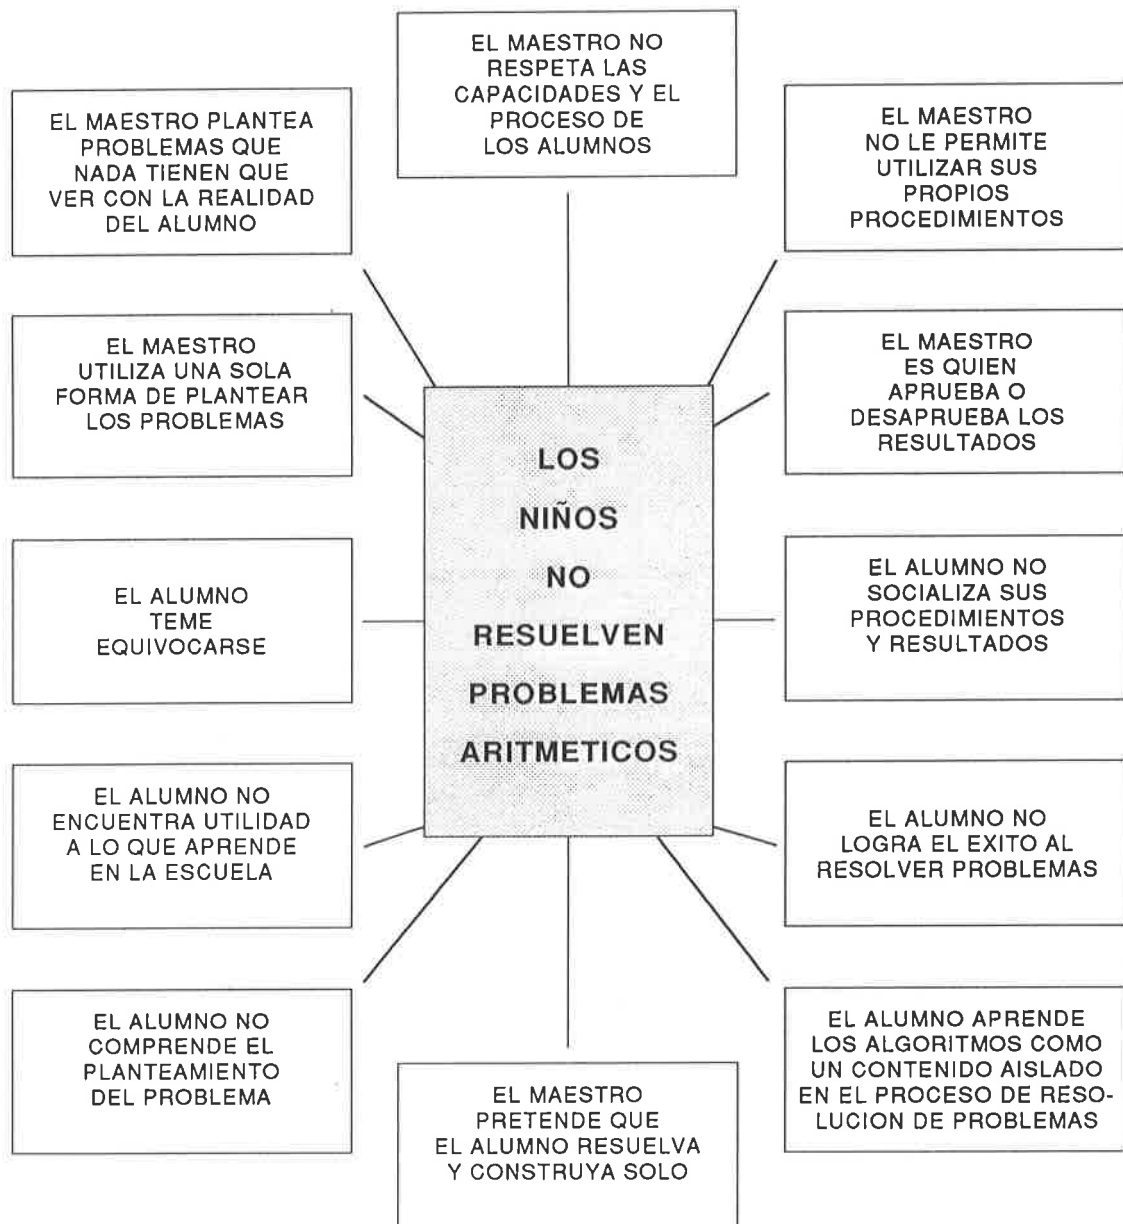 EL MAESTRO NO
RESPETA LAS
CAPACIDADES Y EL
PROCESO DE
LOS ALUMNOS
EL MAESTRO PLANTEA
PROBLEMAS QUE
NADA TIENEN QUE
VER CON LA REALIDAD
DEL ALUMNO
EL MAESTRO
NO LE PERMITE
UTILIZAR SUS
PROPIOS
PROCEDIMIENTOS
EL MAESTRO
UTILIZA UNA SOLA
FORMA DE PLANTEAR
LOS PROBLEMAS
EL MAESTRO
ES QUIEN
APRUEBA O
DESAPRUEBA LOS
RESULTADOS
LOS
NIÑOS
NO
RESUELVEN
PROBLEMAS
ARITMETICOS
EL ALUMNO
TEME
EQUIVOCARSE
EL ALUMNO NO
SOCIALIZA SUS
PROCEDIMIENTOS
Y RESULTADOS
EL ALUMNO NO
ENCUENTRA UTILIDAD
A LO QUE APRENDE
EN LA ESCUELA
EL ALUMNO NO
LOGRA EL EXITO AL
RESOLVER PROBLEMAS
EL ALUMNO NO
COMPRENDE EL
PLANTEAMIENTO
DEL PROBLEMA
EL MAESTRO
PRETENDE QUE
EL ALUMNO RESUELVA
Y CONSTRUYA SOLO
EL ALUMNO APRENDE
LOS ALGORITMOS COMO
UN CONTENIDO AISLADO
EN EL PROCESO DE RESO-
LUCION DE PROBLEMAS